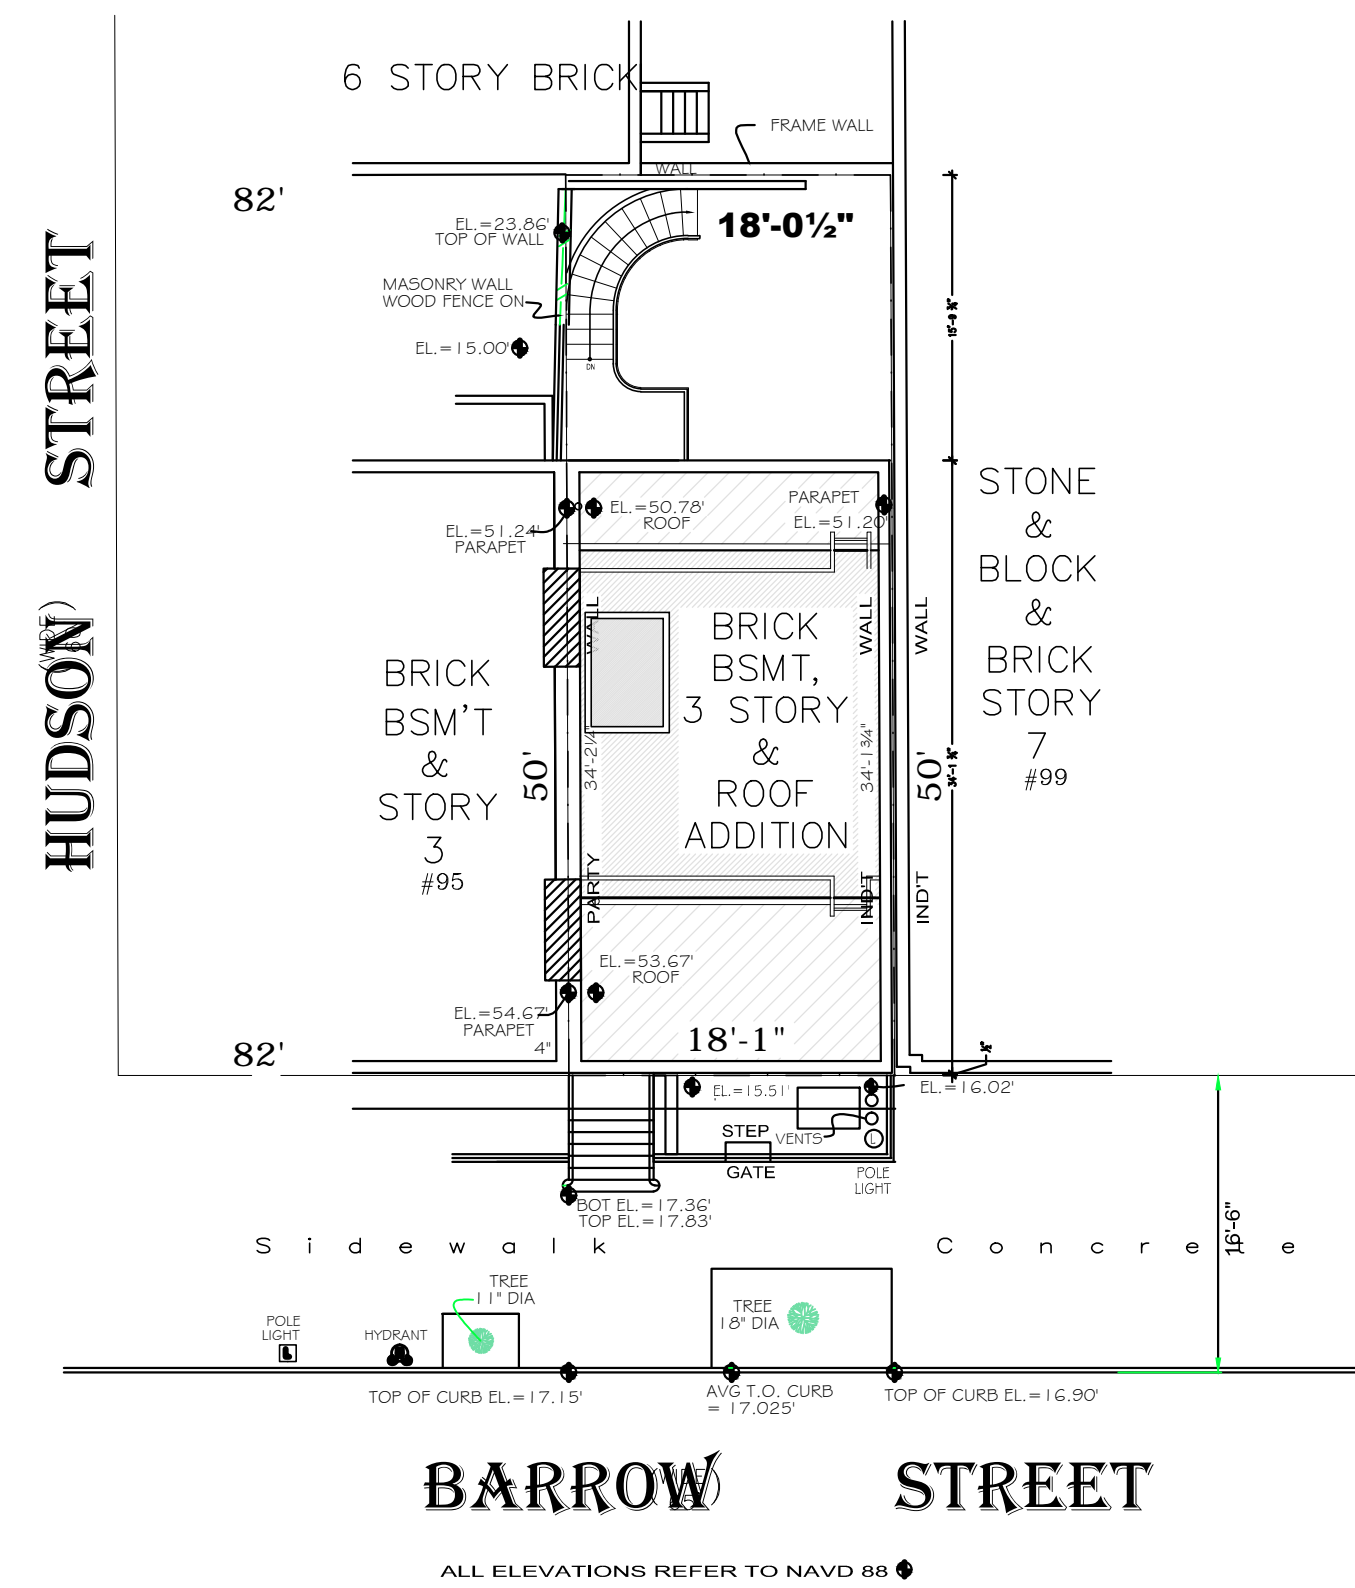 6 STORY BRICK
FRAME WALL
WALL
82'
18'-0½"
EL.=23.86'
TOP OF WALL
MASONRY WALL
WOOD FENCE ON
EL.=15.00'
DN
HUDSON STREET
STONE
&
BLOCK
&
BRICK
STORY
7
#99
PARAPET
EL.=51.20'
EL.=50.78'
ROOF
EL.=51.24'
PARAPET
BRICK
BSM'T
&
STORY
3
#95
BRICK
BSMT,
3 STORY
&
ROOF
ADDITION
PARTY WALL
IND'T WALL
IND'T WALL
34'-2¼"
34'-1¾"
34'-1¾"
50'
50'
EL.=53.67'
ROOF
EL.=54.67'
PARAPET
4"
18'-1"
½"
82'
EL.=15.51'
EL.=16.02'
STEP
VENTS
L
GATE
POLE
LIGHT
BOT EL.=17.36'
TOP EL.=17.83'
16'-6"
Sidewalk Concrete
TREE
11" DIA
TREE
18" DIA
POLE
LIGHT
HYDRANT
TOP OF CURB EL.=17.15'
AVG T.O. CURB
= 17.025'
TOP OF CURB EL.=16.90'
BARROW STREET
ALL ELEVATIONS REFER TO NAVD 88